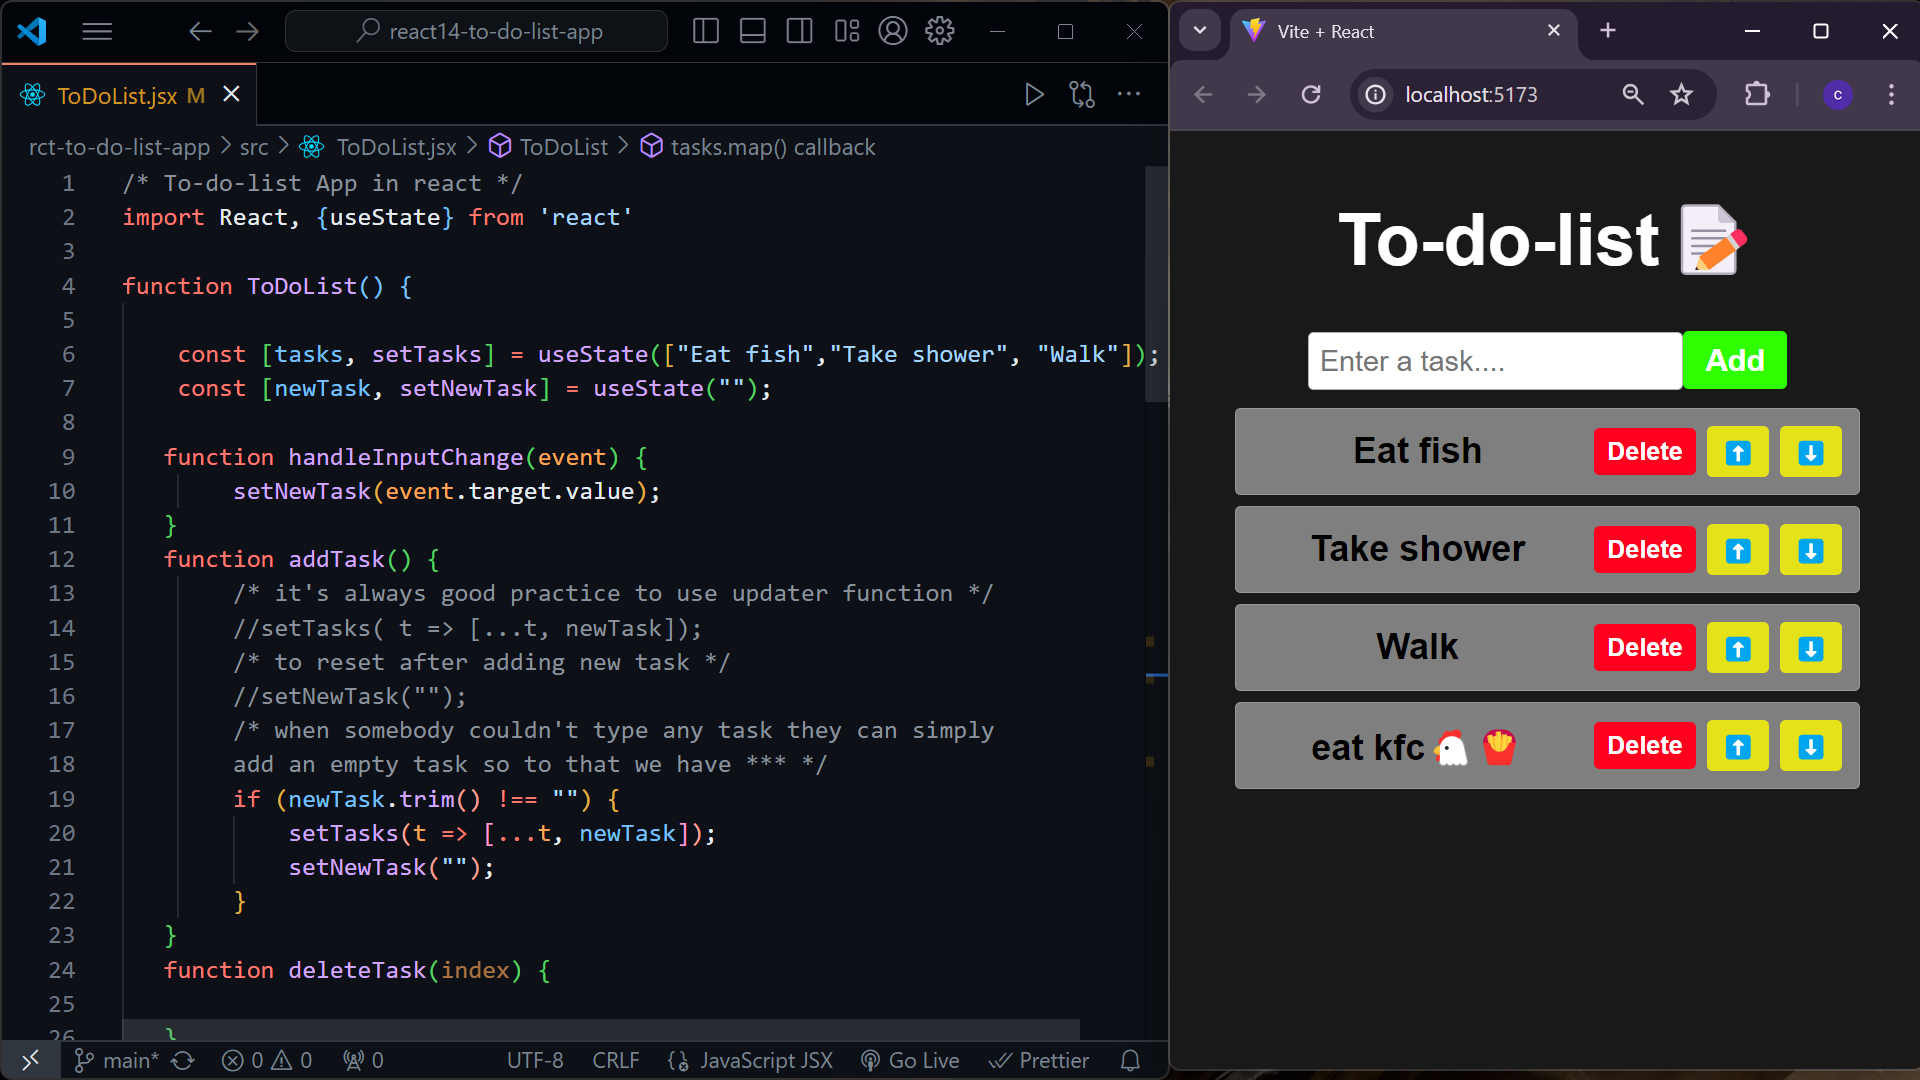 react14-to-do-list-app
ToDoList.jsx M
rct-to-do-list-app > src > ToDoList.jsx > ToDoList > tasks.map() callback
1 /* To-do-list App in react */
2 import React, {useState} from 'react'
3
4 function ToDoList() {
5
6 const [tasks, setTasks] = useState(["Eat fish","Take shower", "Walk"]);
7 const [newTask, setNewTask] = useState("");
8
9 function handleInputChange(event) {
10 setNewTask(event.target.value);
11 }
12 function addTask() {
13 /* it's always good practice to use updater function */
14 //setTasks( t => [...t, newTask]);
15 /* to reset after adding new task */
16 //setNewTask("");
17 /* when somebody couldn't type any task they can simply
18 add an empty task so to that we have *** */
19 if (newTask.trim() !== "") {
20 setTasks(t => [...t, newTask]);
21 setNewTask("");
22 }
23 }
24 function deleteTask(index) {
25
26 }
main* 0 0 0 UTF-8 CRLF {} JavaScript JSX Go Live Prettier
Vite + React
localhost:5173
c
To-do-list 📝
Enter a task.... Add
Eat fish Delete ⬆️ ⬇️
Take shower Delete ⬆️ ⬇️
Walk Delete ⬆️ ⬇️
eat kfc🐔🍟 Delete ⬆️ ⬇️